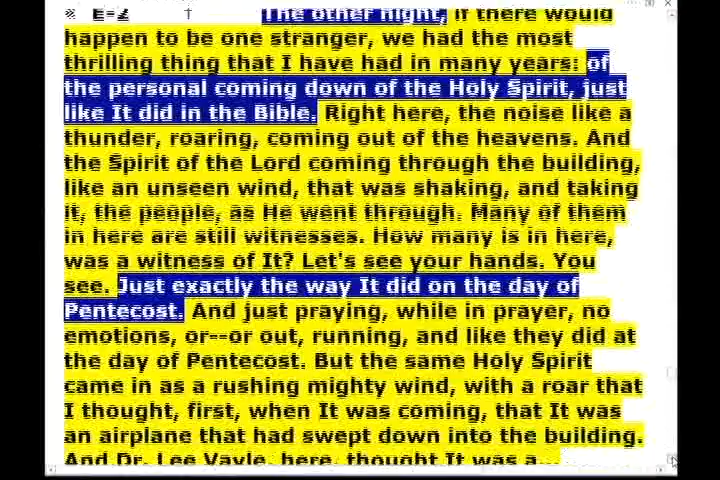 ※ E=Z † The other night, if there would
happen to be one stranger, we had the most
thrilling thing that I have had in many years: of
the personal coming down of the Holy Spirit, just
like It did in the Bible. Right here, the noise like a
thunder, roaring, coming out of the heavens. And
the Spirit of the Lord coming through the building,
like an unseen wind, that was shaking, and taking
it, the people, as He went through. Many of them
in here are still witnesses. How many is in here,
was a witness of It? Let's see your hands. You
see. Just exactly the way It did on the day of
Pentecost. And just praying, while in prayer, no
emotions, or--or out, running, and like they did at
the day of Pentecost. But the same Holy Spirit
came in as a rushing mighty wind, with a roar that
I thought, first, when It was coming, that It was
an airplane that had swept down into the building.
And Dr. Lee Vayle, here, thought It was a...